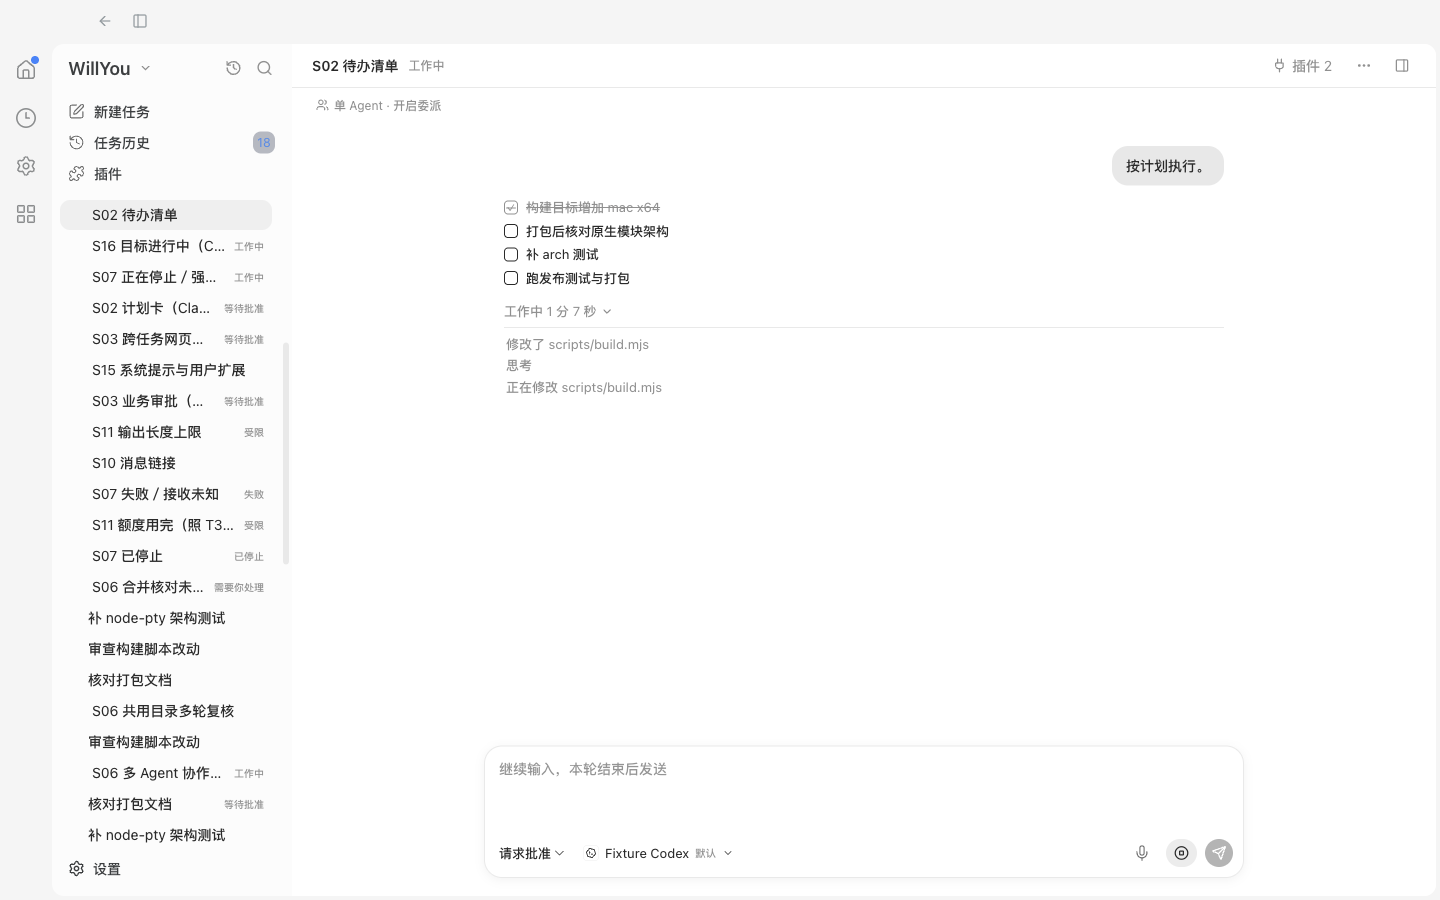 WillYou
新建任务
任务历史 18
插件
S02 待办清单
S16 目标进行中（C... 工作中
S07 正在停止 / 强... 工作中
S02 计划卡（Cla... 等待批准
S03 跨任务网页... 等待批准
S15 系统提示与用户扩展
S03 业务审批（... 等待批准
S11 输出长度上限 受限
S10 消息链接
S07 失败 / 接收未知 失败
S11 额度用完（照 T3... 受限
S07 已停止 已停止
S06 合并核对未... 需要你处理
补 node-pty 架构测试
审查构建脚本改动
核对打包文档
S06 共用目录多轮复核
审查构建脚本改动
S06 多 Agent 协作... 工作中
核对打包文档 等待批准
补 node-pty 架构测试
设置
S02 待办清单 工作中
插件 2
单 Agent · 开启委派
按计划执行。
构建目标增加 mac x64
打包后核对原生模块架构
补 arch 测试
跑发布测试与打包
工作中 1 分 7 秒
修改了 scripts/build.mjs
思考
正在修改 scripts/build.mjs
继续输入，本轮结束后发送
请求批准
Fixture Codex 默认